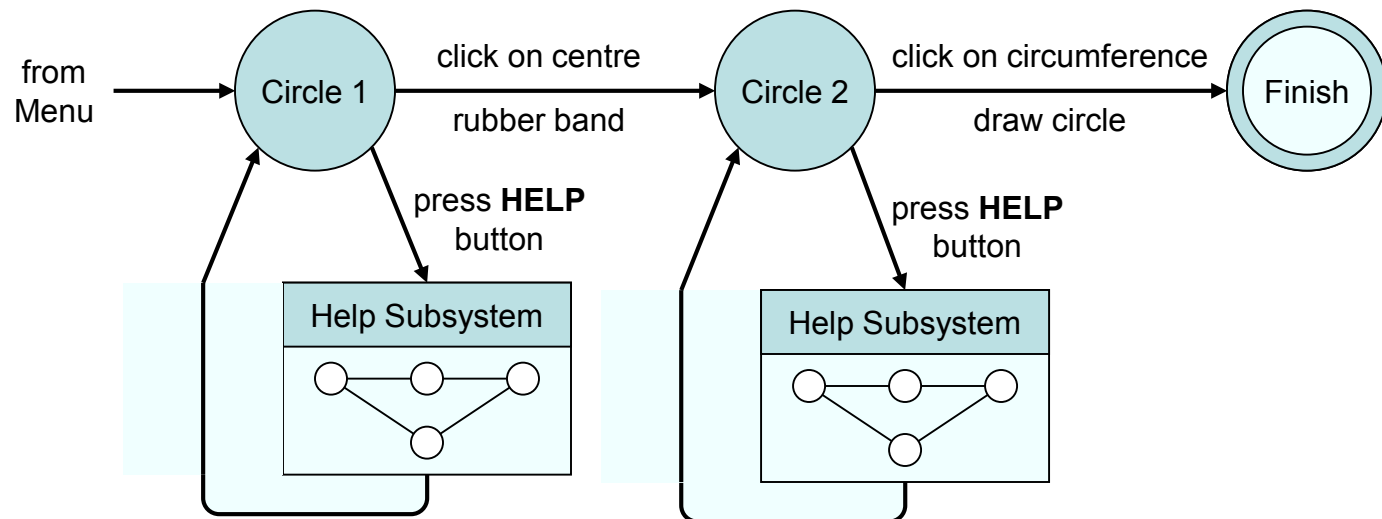 from
Menu
Circle 1
click on centre
rubber band
Circle 2
click on circumference
draw circle
Finish
press HELP
button
press HELP
button
Help Subsystem
Help Subsystem